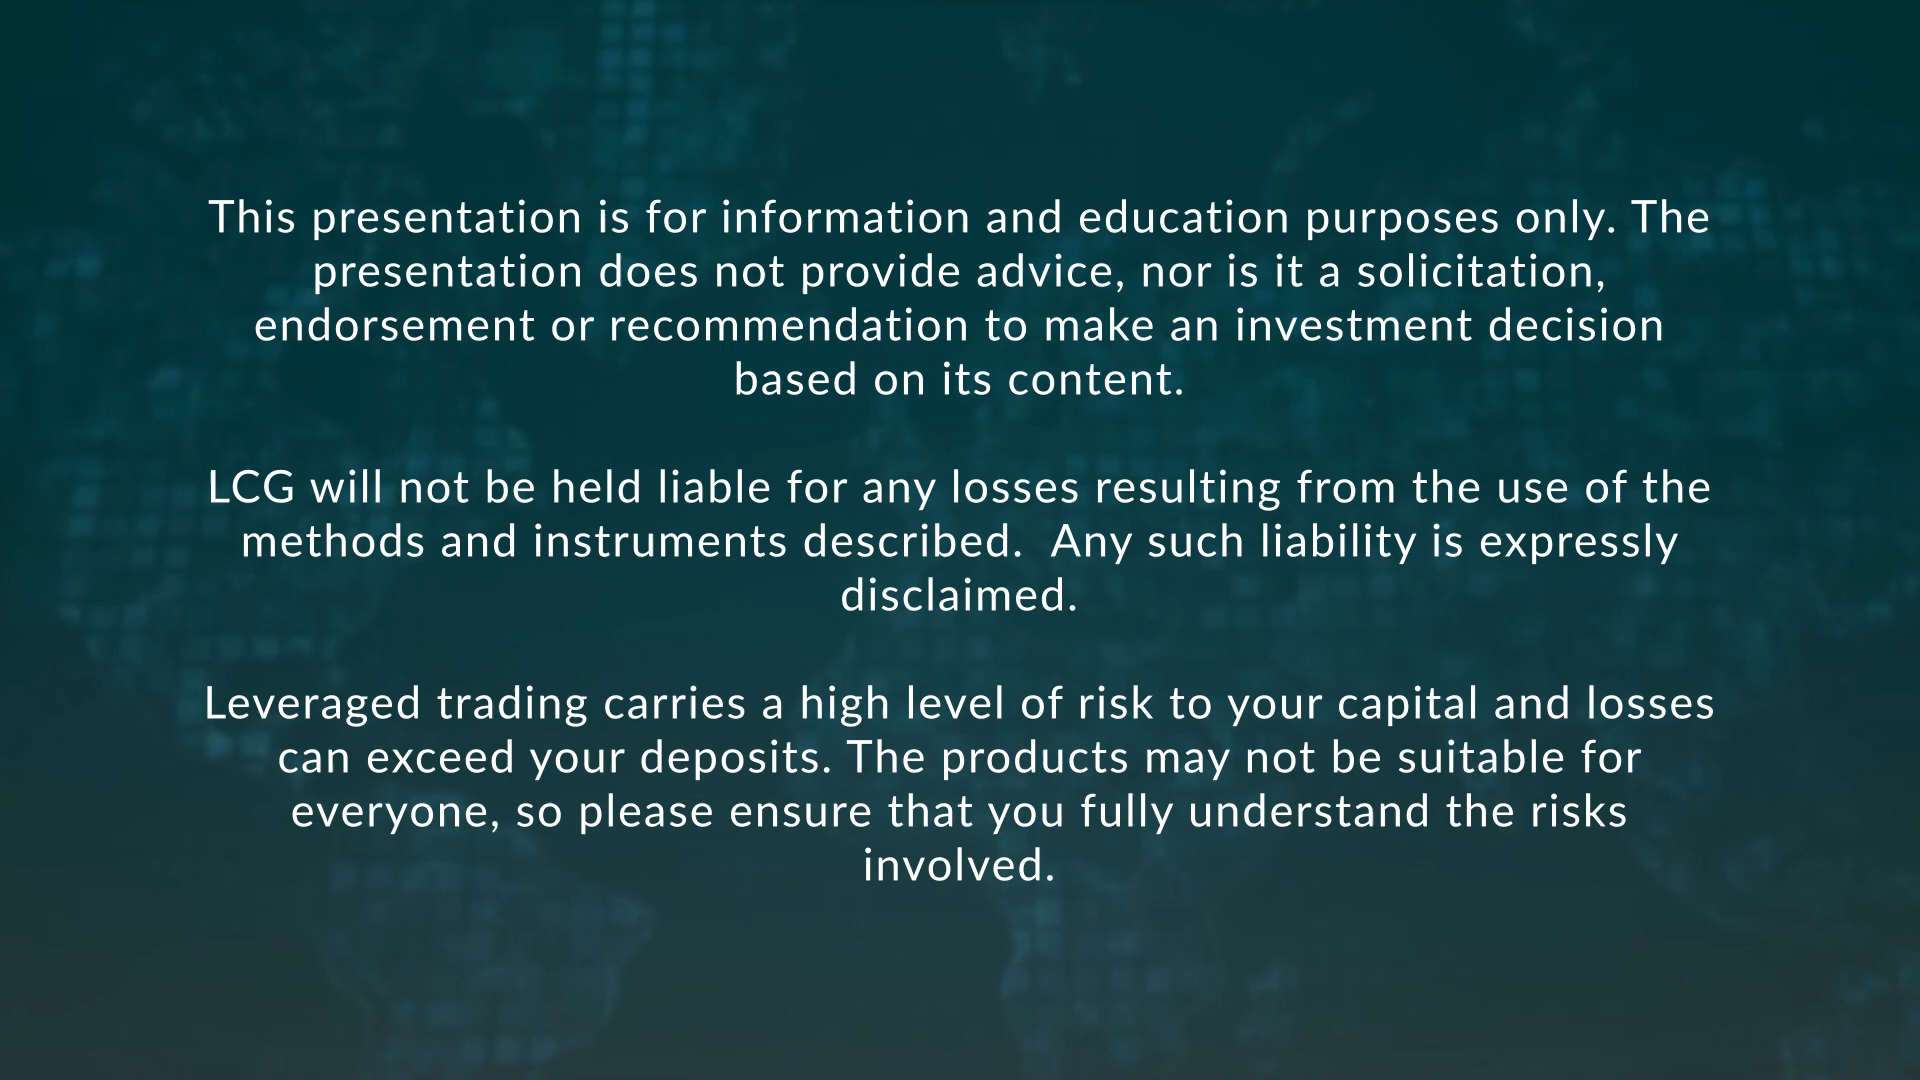 This presentation is for information and education purposes only. The
presentation does not provide advice, nor is it a solicitation,
endorsement or recommendation to make an investment decision
based on its content.
LCG will not be held liable for any losses resulting from the use of the
methods and instruments described.  Any such liability is expressly
disclaimed.
Leveraged trading carries a high level of risk to your capital and losses
can exceed your deposits. The products may not be suitable for
everyone, so please ensure that you fully understand the risks
involved.